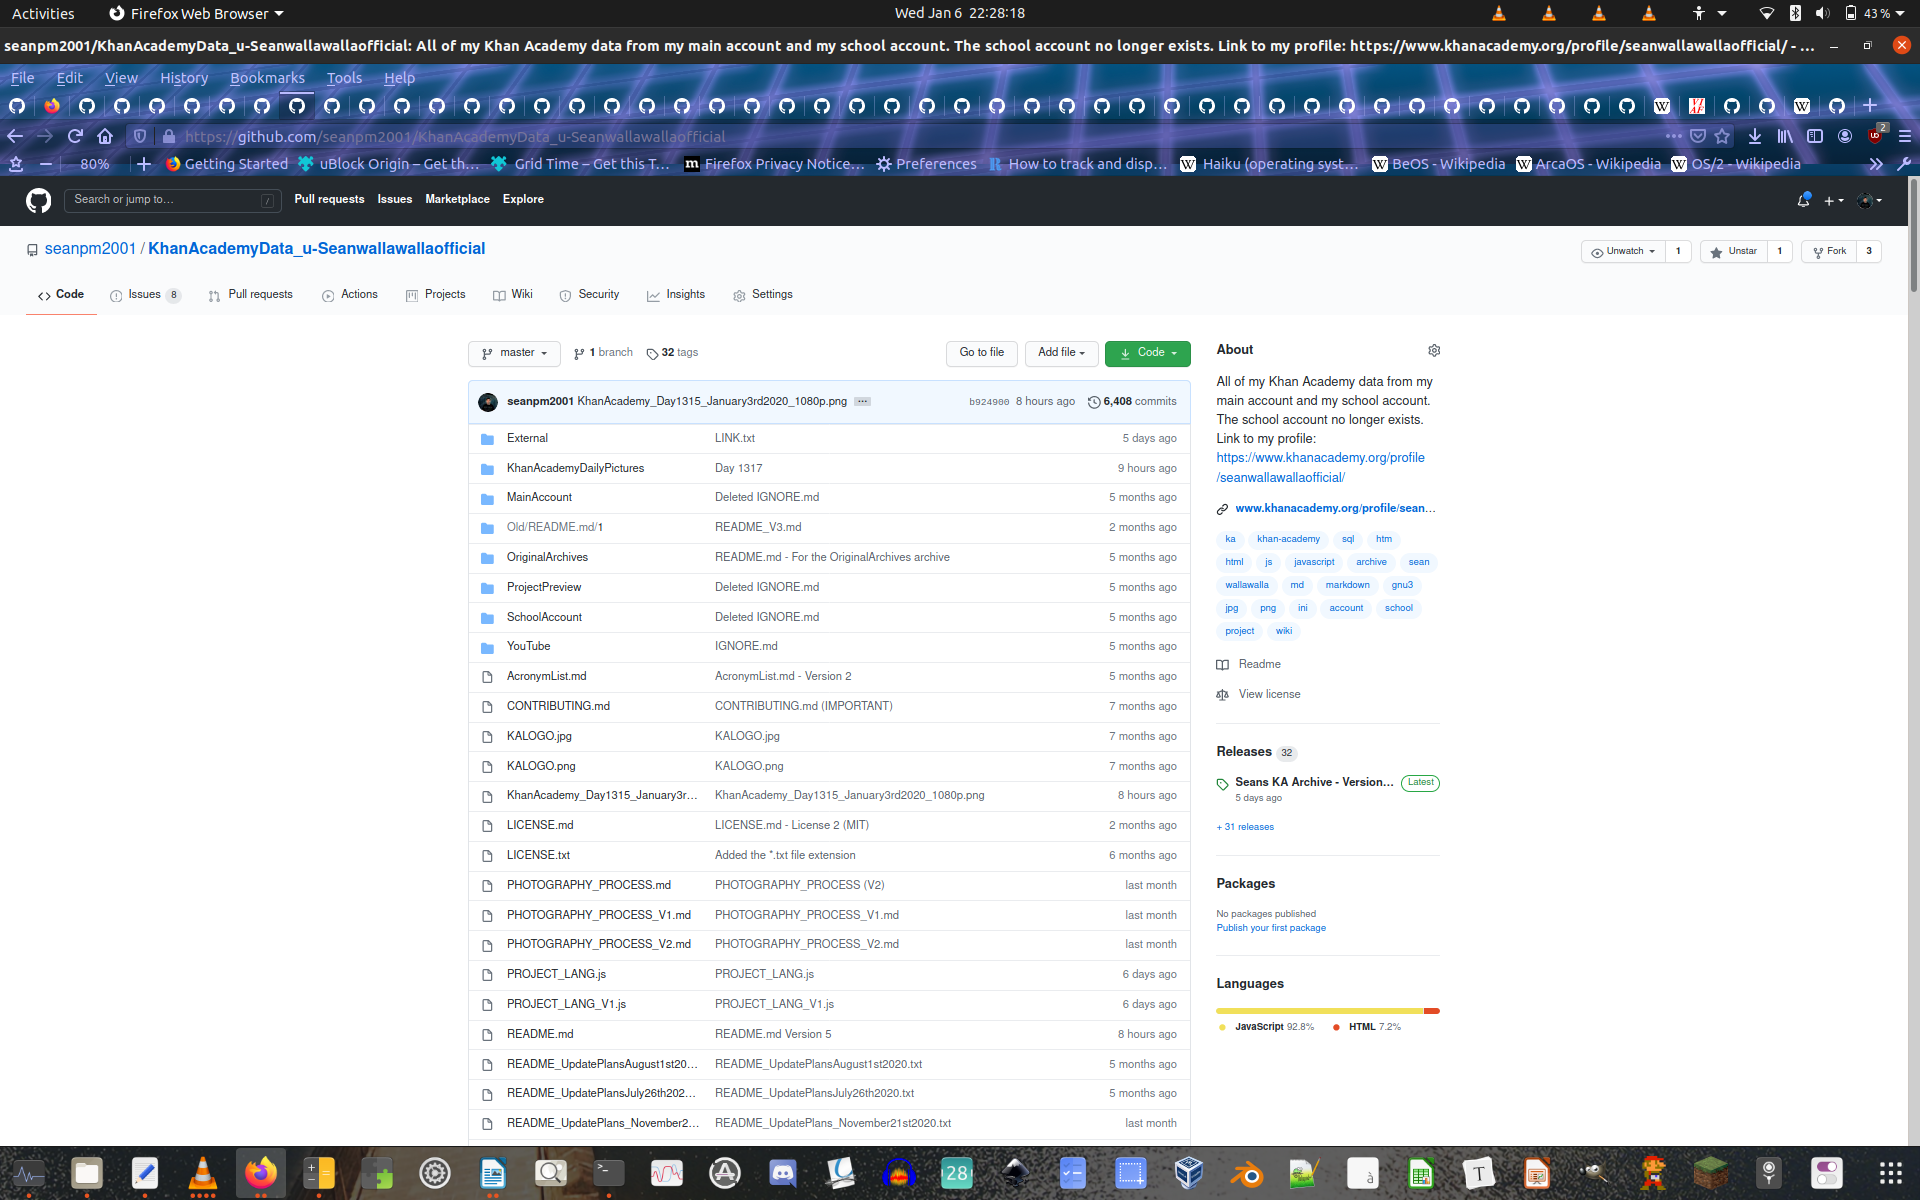 Activities Firefox Web Browser Wed Jan 6 22:28:18 43 %
seanpm2001/KhanAcademyData_u-Seanwallawallaofficial: All of my Khan Academy data from my main account and my school account. The school account no longer exists. Link to my profile: https://www.khanacademy.org/profile/seanwallawallaofficial/ - ...
File Edit View History Bookmarks Tools Help
https://github.com/seanpm2001/KhanAcademyData_u-Seanwallawallaofficial 2
80% Getting Started uBlock Origin – Get th… Grid Time – Get this T… Firefox Privacy Notice… Preferences How to track and disp… Haiku (operating syst… BeOS - Wikipedia ArcaOS - Wikipedia OS/2 - Wikipedia
Search or jump to… / Pull requests Issues Marketplace Explore
seanpm2001 / KhanAcademyData_u-Seanwallawallaofficial Unwatch 1 Unstar 1 Fork 3
Code Issues 8 Pull requests Actions Projects Wiki Security Insights Settings
master 1 branch 32 tags Go to file Add file Code
seanpm2001 KhanAcademy_Day1315_January3rd2020_1080p.png ... b924900 8 hours ago 6,408 commits
External LINK.txt 5 days ago
KhanAcademyDailyPictures Day 1317 9 hours ago
MainAccount Deleted IGNORE.md 5 months ago
Old/README.md/1 README_V3.md 2 months ago
OriginalArchives README.md - For the OriginalArchives archive 5 months ago
ProjectPreview Deleted IGNORE.md 5 months ago
SchoolAccount Deleted IGNORE.md 5 months ago
YouTube IGNORE.md 5 months ago
AcronymList.md AcronymList.md - Version 2 5 months ago
CONTRIBUTING.md CONTRIBUTING.md (IMPORTANT) 7 months ago
KALOGO.jpg KALOGO.jpg 7 months ago
KALOGO.png KALOGO.png 7 months ago
KhanAcademy_Day1315_January3r… KhanAcademy_Day1315_January3rd2020_1080p.png 8 hours ago
LICENSE.md LICENSE.md - License 2 (MIT) 2 months ago
LICENSE.txt Added the *.txt file extension 6 months ago
PHOTOGRAPHY_PROCESS.md PHOTOGRAPHY_PROCESS (V2) last month
PHOTOGRAPHY_PROCESS_V1.md PHOTOGRAPHY_PROCESS_V1.md last month
PHOTOGRAPHY_PROCESS_V2.md PHOTOGRAPHY_PROCESS_V2.md last month
PROJECT_LANG.js PROJECT_LANG.js 6 days ago
PROJECT_LANG_V1.js PROJECT_LANG_V1.js 6 days ago
README.md README.md Version 5 8 hours ago
README_UpdatePlansAugust1st20… README_UpdatePlansAugust1st2020.txt 5 months ago
README_UpdatePlansJuly26th202… README_UpdatePlansJuly26th2020.txt 5 months ago
README_UpdatePlans_November2… README_UpdatePlans_November21st2020.txt last month
About
All of my Khan Academy data from my
main account and my school account.
The school account no longer exists.
Link to my profile:
https://www.khanacademy.org/profile
/seanwallawallaofficial/
www.khanacademy.org/profile/sean…
ka khan-academy sql htm
html js javascript archive sean
wallawalla md markdown gnu3
jpg png ini account school
project wiki
Readme
View license
Releases 32
Seans KA Archive - Version… Latest
5 days ago
+ 31 releases
Packages
No packages published
Publish your first package
Languages
JavaScript 92.8% HTML 7.2%
28